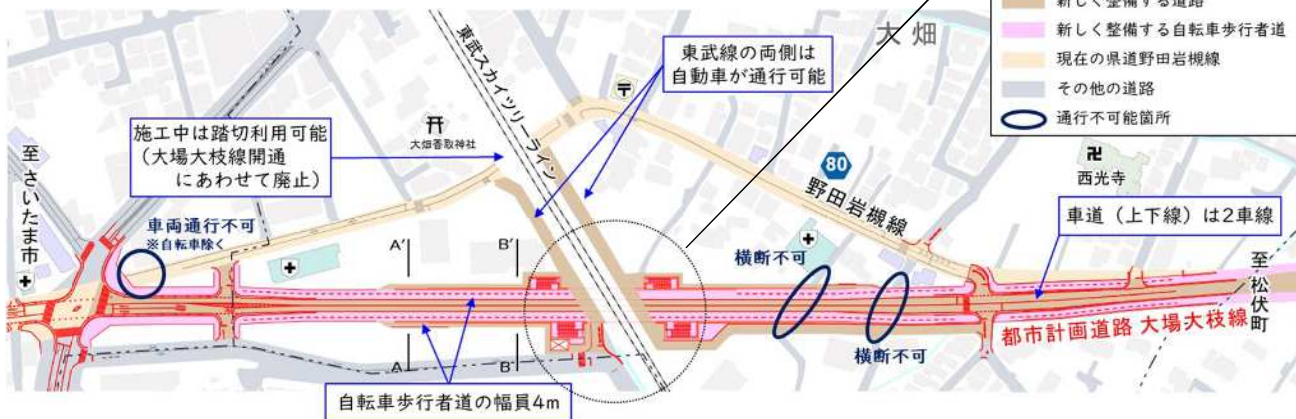 新しく整備する道路
新しく整備する自転車歩行者道
現在の県道野田岩槻線
その他の道路
通行不可能箇所
大畑
東武スカイツリーライン
東武線の両側は
自動車が通行可能
施工中は踏切利用可能
(大場大枝線開通
にあわせて廃止)
大畑香取神社
80
野田岩槻線
西光寺
至 さいたま市
車両通行不可
※自転車除く
A'
B'
横断不可
車道(上下線)は2車線
至 松伏町
横断不可
都市計画道路 大場大枝線
A
B
自転車歩行者道の幅員4m